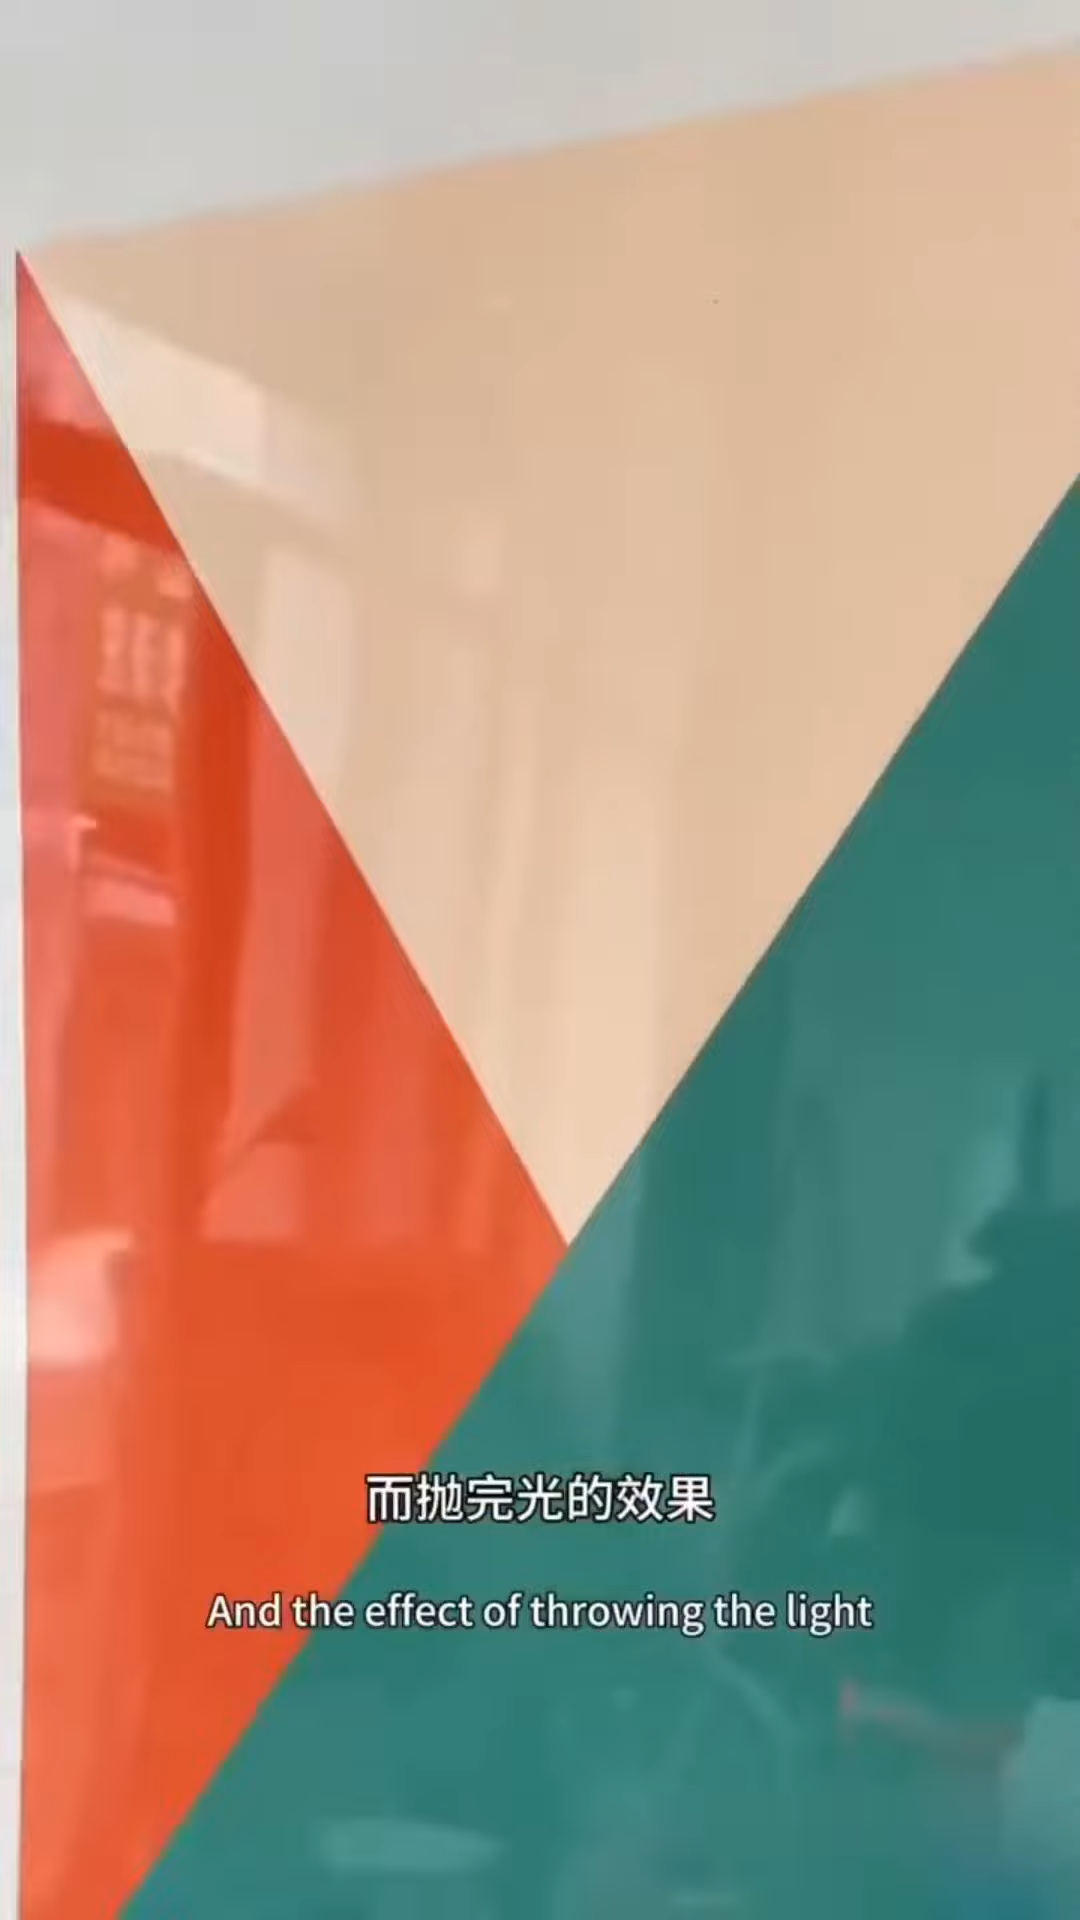 而抛完光的效果
And the effect of throwing the light